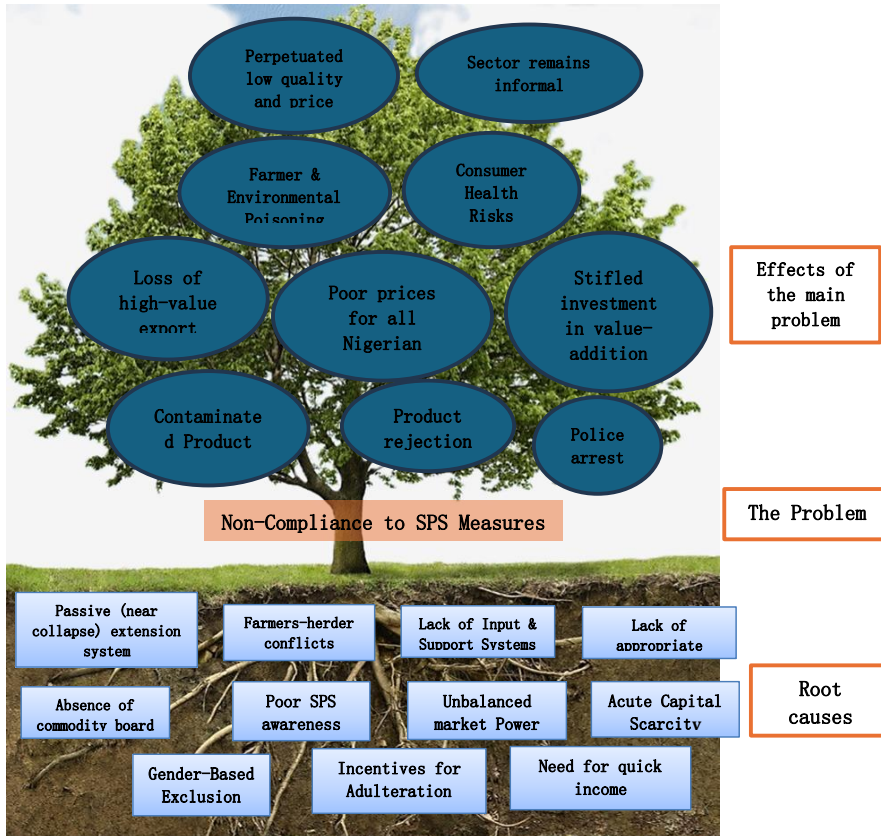 Perpetuated
low quality
and price
Sector remains
informal
Farmer &
Environmental
Poisoning
Consumer
Health
Risks
Loss of
high-value
export
Poor prices
for all
Nigerian
Stifled
investment
in value-
addition
Effects of
the main
problem
Contaminate
d Product
Product
rejection
Police
arrest
Non-Compliance to SPS Measures
The Problem
Passive (near
collapse) extension
system
Farmers-herder
conflicts
Lack of Input &
Support Systems
Lack of
appropriate
Absence of
commodity board
Poor SPS
awareness
Unbalanced
market Power
Acute Capital
Scarcity
Root
causes
Gender-Based
Exclusion
Incentives for
Adulteration
Need for quick
income